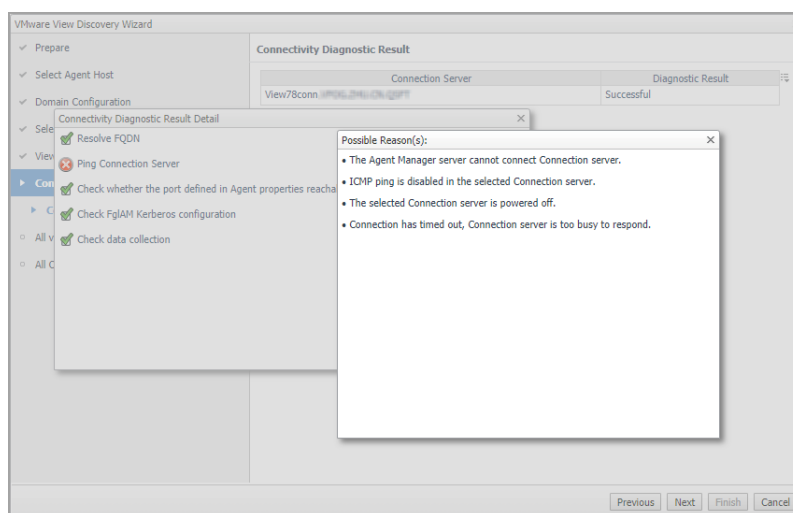 VMware View Discovery Wizard
Prepare
Select Agent Host
Domain Configuration
Sele
View
Con
C
All v
All C
Connectivity Diagnostic Result
Connection Server Diagnostic Result
View78conn. Successful
Connectivity Diagnostic Result Detail
Resolve FQDN
Ping Connection Server
Check whether the port defined in Agent properties reacha
Check FglAM Kerberos configuration
Check data collection
Possible Reason(s):
• The Agent Manager server cannot connect Connection server.
• ICMP ping is disabled in the selected Connection server.
• The selected Connection server is powered off.
• Connection has timed out, Connection server is too busy to respond.
Previous Next Finish Cancel